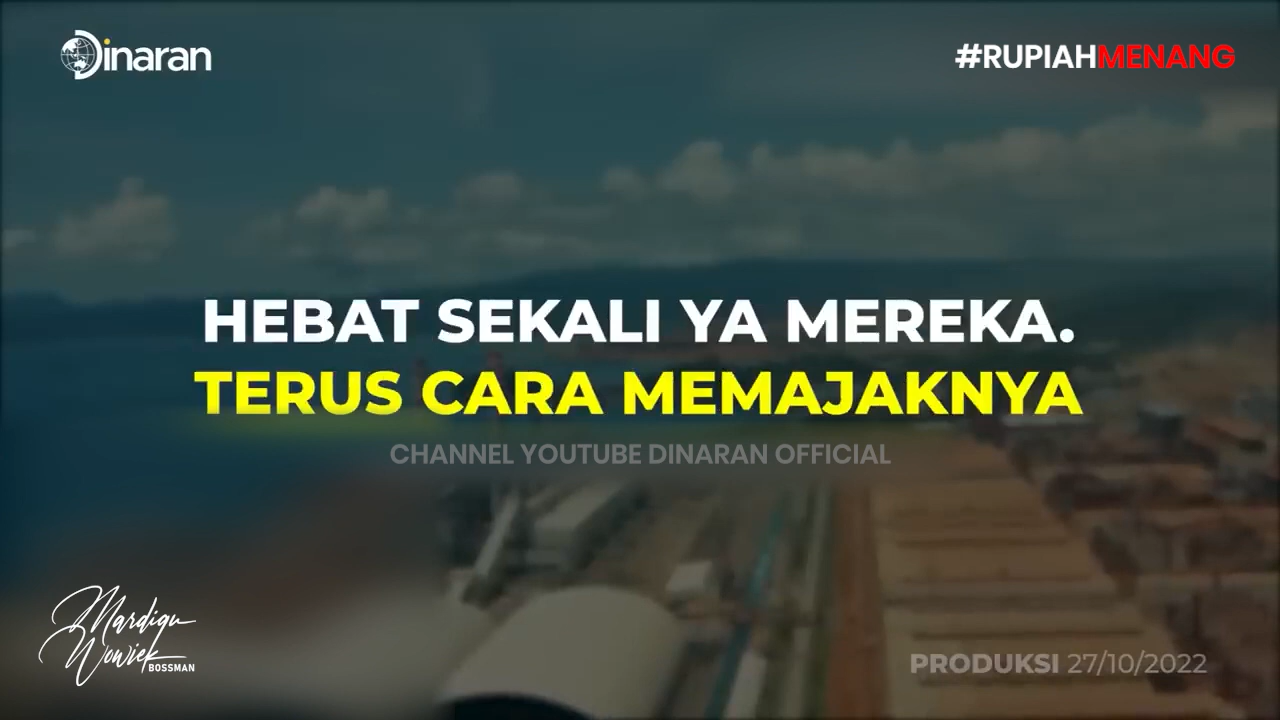 Dinaran
#RUPIAHMENANG
HEBAT SEKALI YA MEREKA.
TERUS CARA MEMAJAKNYA
CHANNEL YOUTUBE DINARAN OFFICIAL
Mardigu
Wowiek
BOSSMAN
PRODUKSI 27/10/2022